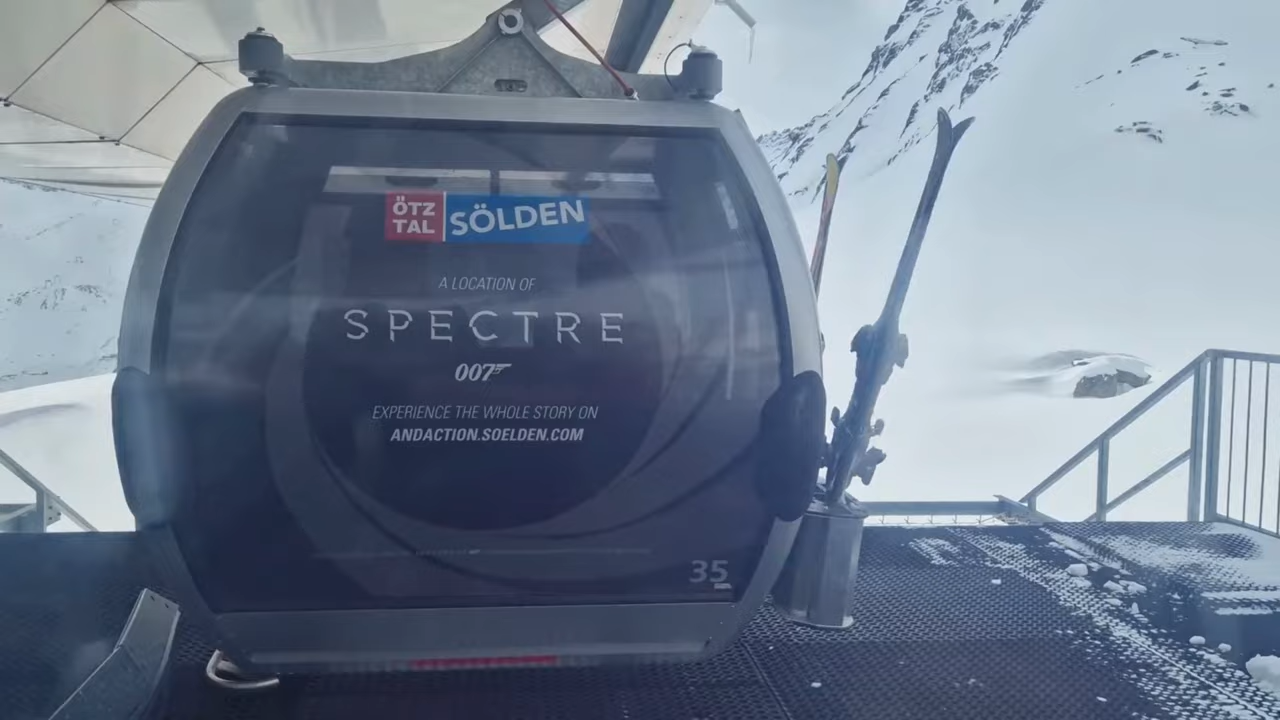 ÖTZ
TAL
SÖLDEN
A LOCATION OF
SPECTRE
007
EXPERIENCE THE WHOLE STORY ON
ANDACTION.SOELDEN.COM
35